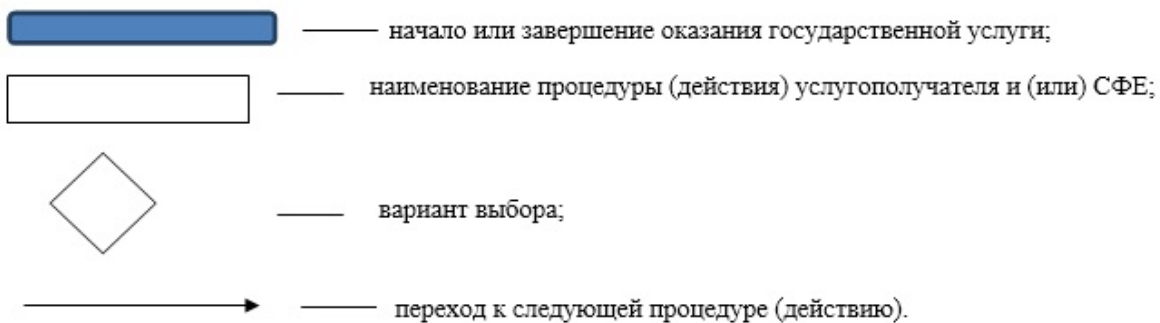 начало или завершение оказания государственной услуги;
наименование процедуры (действия) услугополучателя и (или) СФЕ;
вариант выбора;
переход к следующей процедуре (действию).